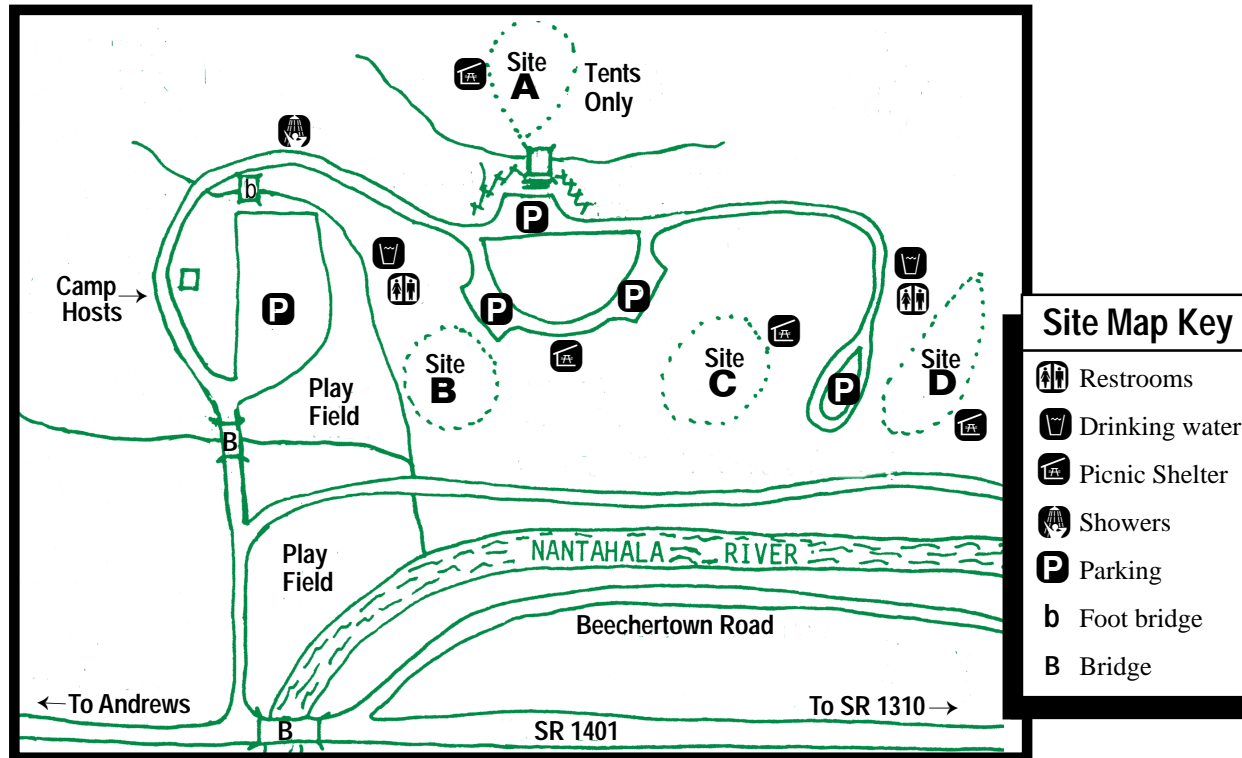 Site
A
Tents
Only
b
P
Camp
Hosts
P
P
P
Site
B
Site
C
P
Site
D
Play
Field
B
Play
Field
NANTAHALA RIVER
Beechertown Road
To Andrews
To SR 1310
B
SR 1401
Site Map Key
Restrooms
Drinking water
Picnic Shelter
Showers
P Parking
b Foot bridge
B Bridge